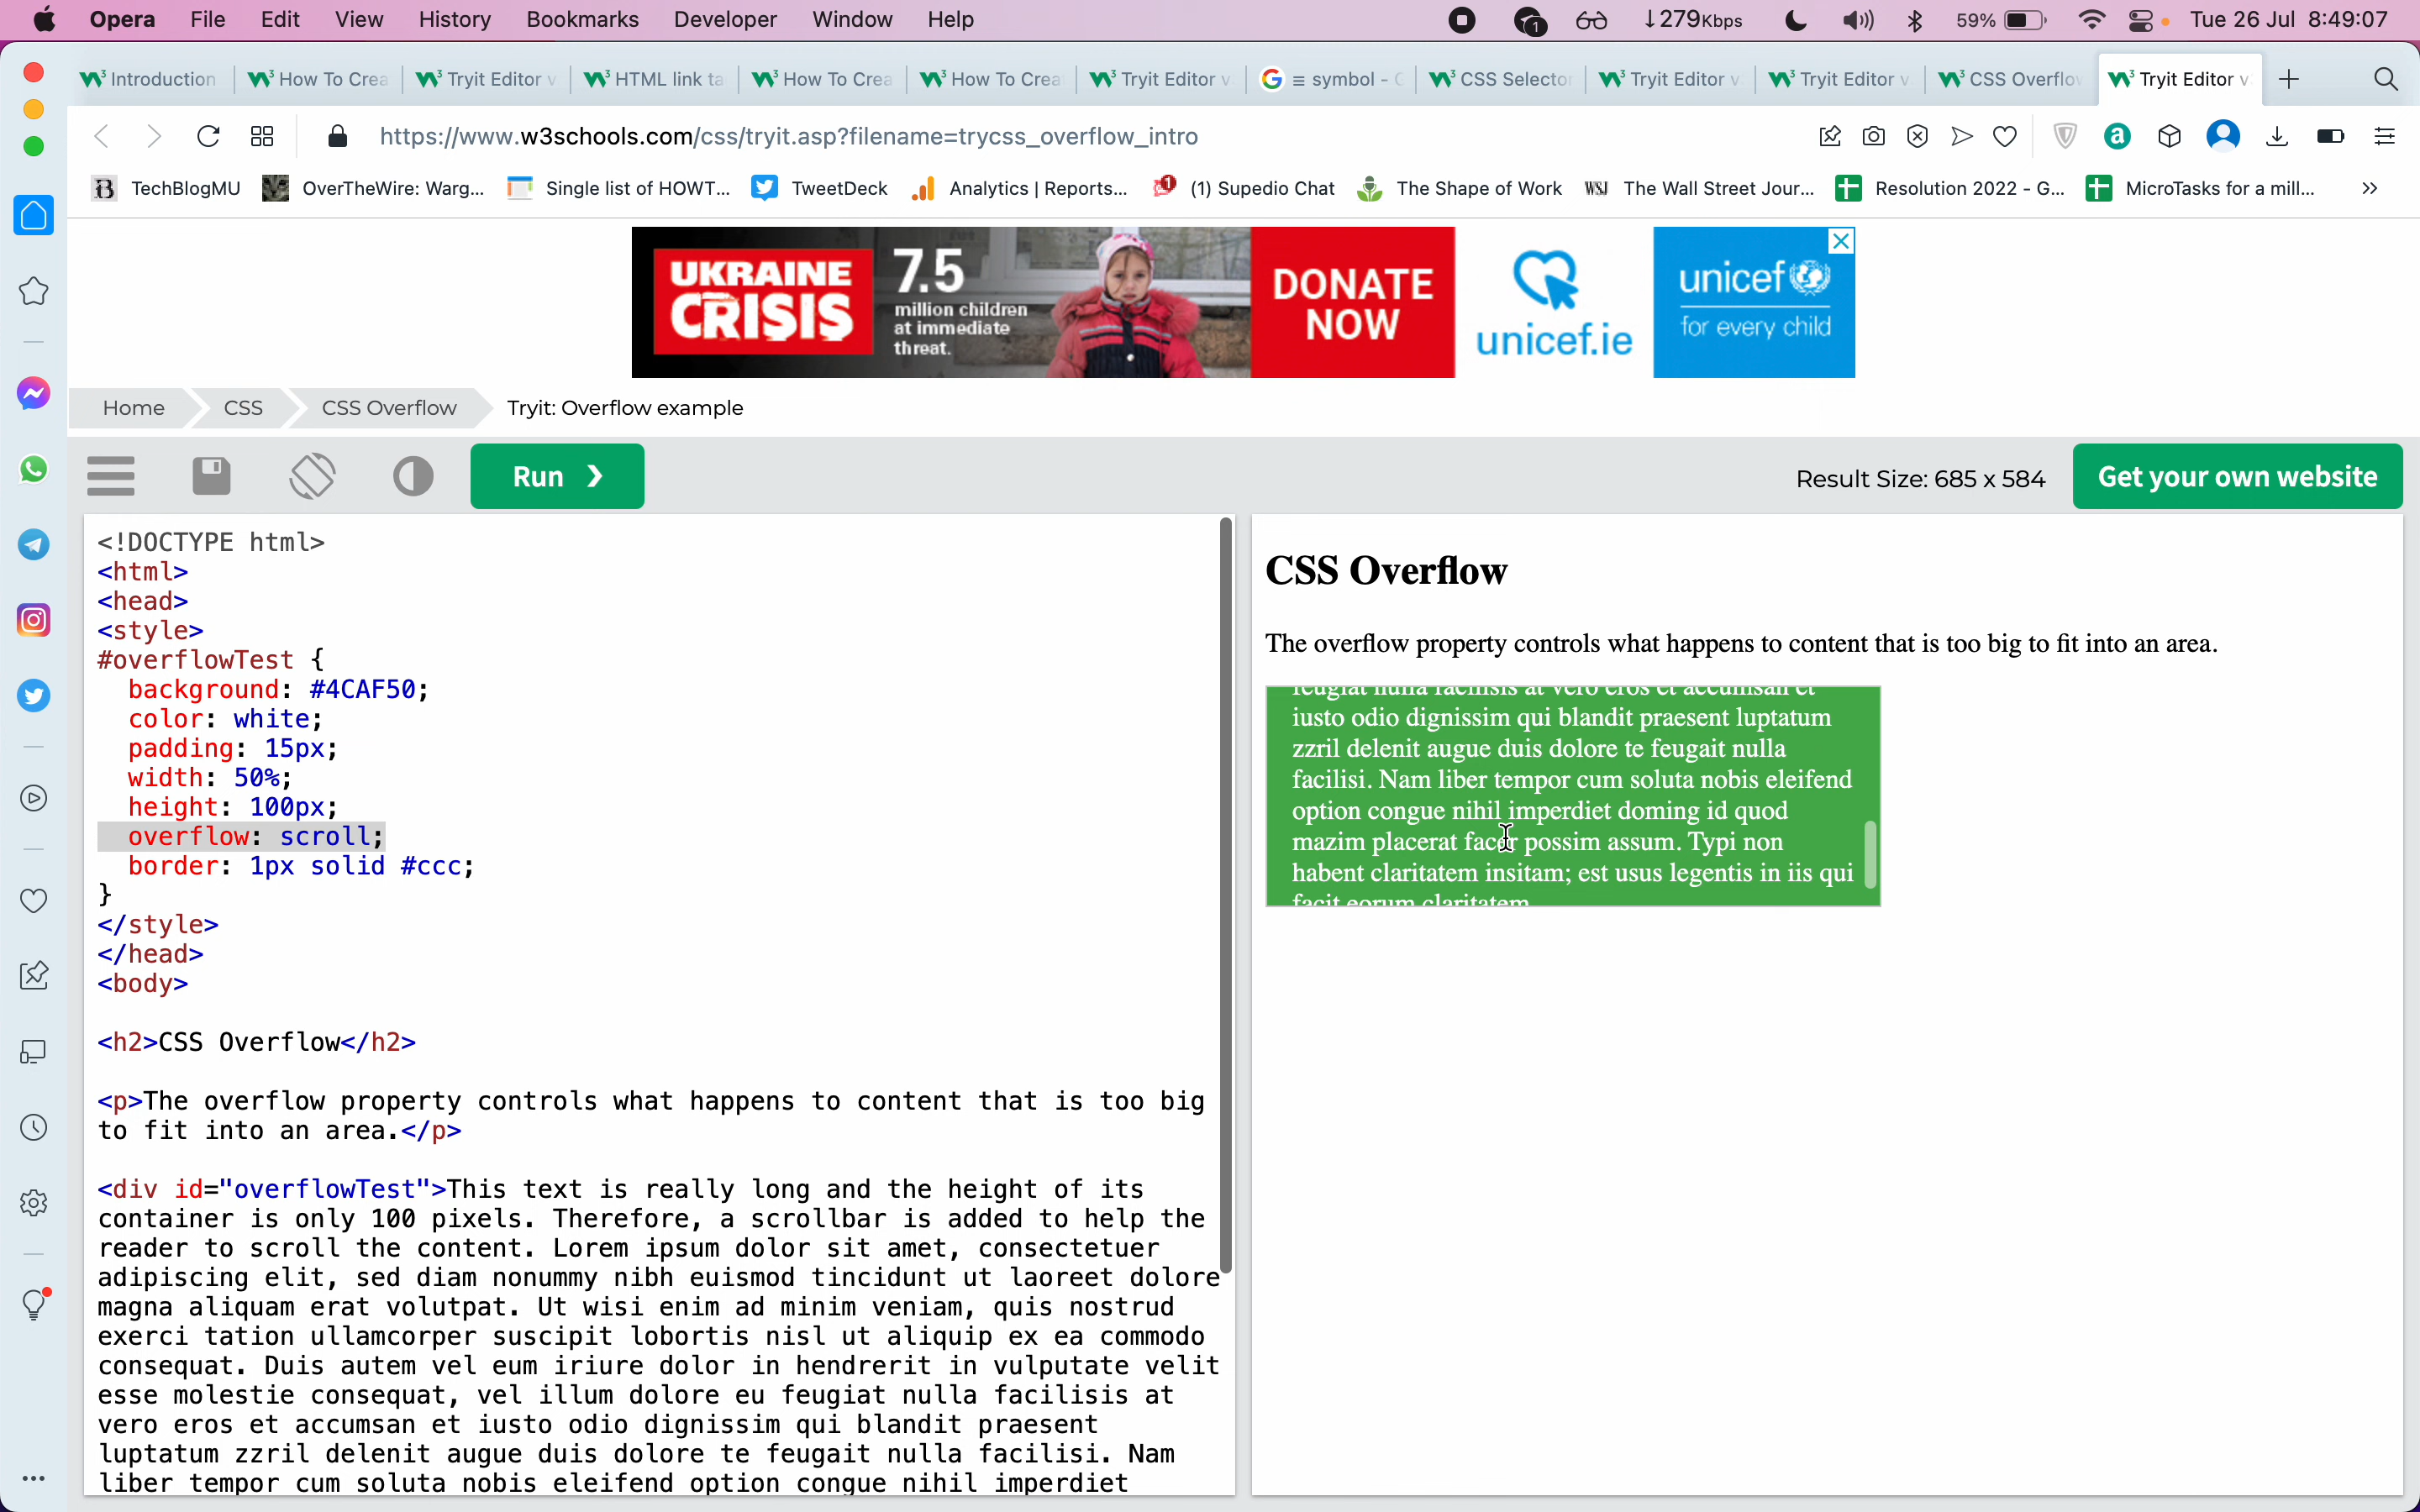 Opera File Edit View History Bookmarks Developer Window Help 1 ↓279Kbps 59% Tue 26 Jul 8:49:07
Introduction How To Crea Tryit Editor v HTML link ta How To Crea How To Crea Tryit Editor v ≡ symbol - G CSS Selector Tryit Editor v Tryit Editor v CSS Overflow Tryit Editor v
https://www.w3schools.com/css/tryit.asp?filename=trycss_overflow_intro
TechBlogMU OverTheWire: Warg... Single list of HOWT... TweetDeck Analytics | Reports... (1) Supedio Chat The Shape of Work WSJ The Wall Street Jour... Resolution 2022 - G... MicroTasks for a mill... »
UKRAINE CRISIS
7.5
million children
at immediate
threat.
DONATE NOW
unicef.ie
unicef
for every child
Home CSS CSS Overflow Tryit: Overflow example
Run ❯ Result Size: 685 x 584 Get your own website
<!DOCTYPE html>
<html>
<head>
<style>
#overflowTest {
background: #4CAF50;
color: white;
padding: 15px;
width: 50%;
height: 100px;
overflow: scroll;
border: 1px solid #ccc;
}
</style>
</head>
<body>
<h2>CSS Overflow</h2>
<p>The overflow property controls what happens to content that is too big
to fit into an area.</p>
<div id="overflowTest">This text is really long and the height of its
container is only 100 pixels. Therefore, a scrollbar is added to help the
reader to scroll the content. Lorem ipsum dolor sit amet, consectetuer
adipiscing elit, sed diam nonummy nibh euismod tincidunt ut laoreet dolore
magna aliquam erat volutpat. Ut wisi enim ad minim veniam, quis nostrud
exerci tation ullamcorper suscipit lobortis nisl ut aliquip ex ea commodo
consequat. Duis autem vel eum iriure dolor in hendrerit in vulputate velit
esse molestie consequat, vel illum dolore eu feugiat nulla facilisis at
vero eros et accumsan et iusto odio dignissim qui blandit praesent
luptatum zzril delenit augue duis dolore te feugait nulla facilisi. Nam
liber tempor cum soluta nobis eleifend option congue nihil imperdiet
CSS Overflow
The overflow property controls what happens to content that is too big to fit into an area.
feugiat nulla facilisis at vero eros et accumsan et
iusto odio dignissim qui blandit praesent luptatum
zzril delenit augue duis dolore te feugait nulla
facilisi. Nam liber tempor cum soluta nobis eleifend
option congue nihil imperdiet doming id quod
mazim placerat facer possim assum. Typi non
habent claritatem insitam; est usus legentis in iis qui
facit eorum claritatem